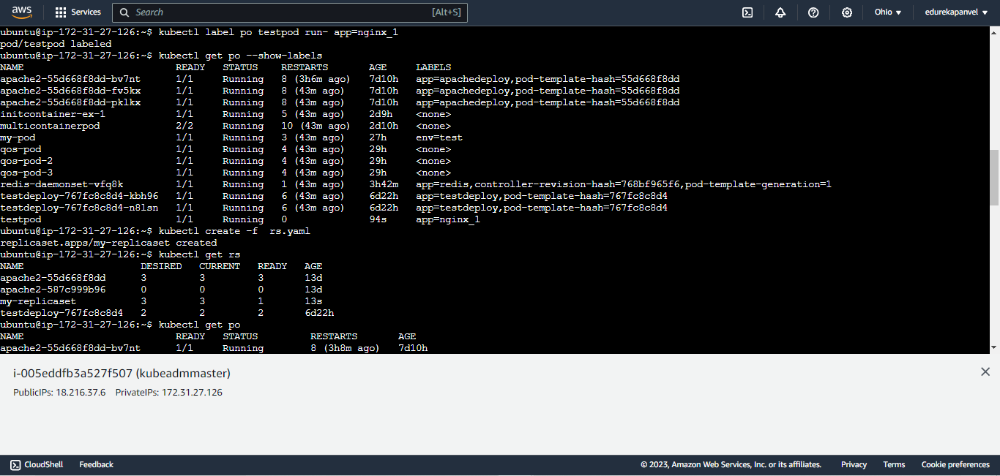 aws Services Search [Alt+S] Ohio edurekapanvel
ubuntu@ip-172-31-27-126:~$ kubectl label po testpod run- app=nginx_1
pod/testpod labeled
ubuntu@ip-172-31-27-126:~$ kubectl get po --show-labels
NAME READY STATUS RESTARTS AGE LABELS
apache2-55d668f8dd-bv7nt 1/1 Running 8 (3h6m ago) 7d10h app=apachedeploy,pod-template-hash=55d668f8dd
apache2-55d668f8dd-fv5kx 1/1 Running 8 (43m ago) 7d10h app=apachedeploy,pod-template-hash=55d668f8dd
apache2-55d668f8dd-pklkx 1/1 Running 8 (43m ago) 7d10h app=apachedeploy,pod-template-hash=55d668f8dd
initcontainer-ex-1 1/1 Running 5 (43m ago) 2d9h <none>
multicontainerpod 2/2 Running 10 (43m ago) 2d10h <none>
my-pod 1/1 Running 3 (43m ago) 27h env=test
qos-pod 1/1 Running 4 (43m ago) 29h <none>
qos-pod-2 1/1 Running 4 (43m ago) 29h <none>
qos-pod-3 1/1 Running 4 (43m ago) 29h <none>
redis-daemonset-vfq8k 1/1 Running 1 (43m ago) 3h42m app=redis,controller-revision-hash=768bf965f6,pod-template-generation=1
testdeploy-767fc8c8d4-kbh96 1/1 Running 6 (43m ago) 6d22h app=testdeploy,pod-template-hash=767fc8c8d4
testdeploy-767fc8c8d4-n8lsn 1/1 Running 6 (43m ago) 6d22h app=testdeploy,pod-template-hash=767fc8c8d4
testpod 1/1 Running 0 94s app=nginx_1
ubuntu@ip-172-31-27-126:~$ kubectl create -f rs.yaml
replicaset.apps/my-replicaset created
ubuntu@ip-172-31-27-126:~$ kubectl get rs
NAME DESIRED CURRENT READY AGE
apache2-55d668f8dd 3 3 3 13d
apache2-587c999b96 0 0 0 13d
my-replicaset 3 3 1 13s
testdeploy-767fc8c8d4 2 2 2 6d22h
ubuntu@ip-172-31-27-126:~$ kubectl get po
NAME READY STATUS RESTARTS AGE
apache2-55d668f8dd-bv7nt 1/1 Running 8 (3h8m ago) 7d10h
i-005eddfb3a527f507 (kubeadmmaster)
PublicIPs: 18.216.37.6 PrivateIPs: 172.31.27.126
CloudShell Feedback © 2023, Amazon Web Services, Inc. or its affiliates. Privacy Terms Cookie preferences